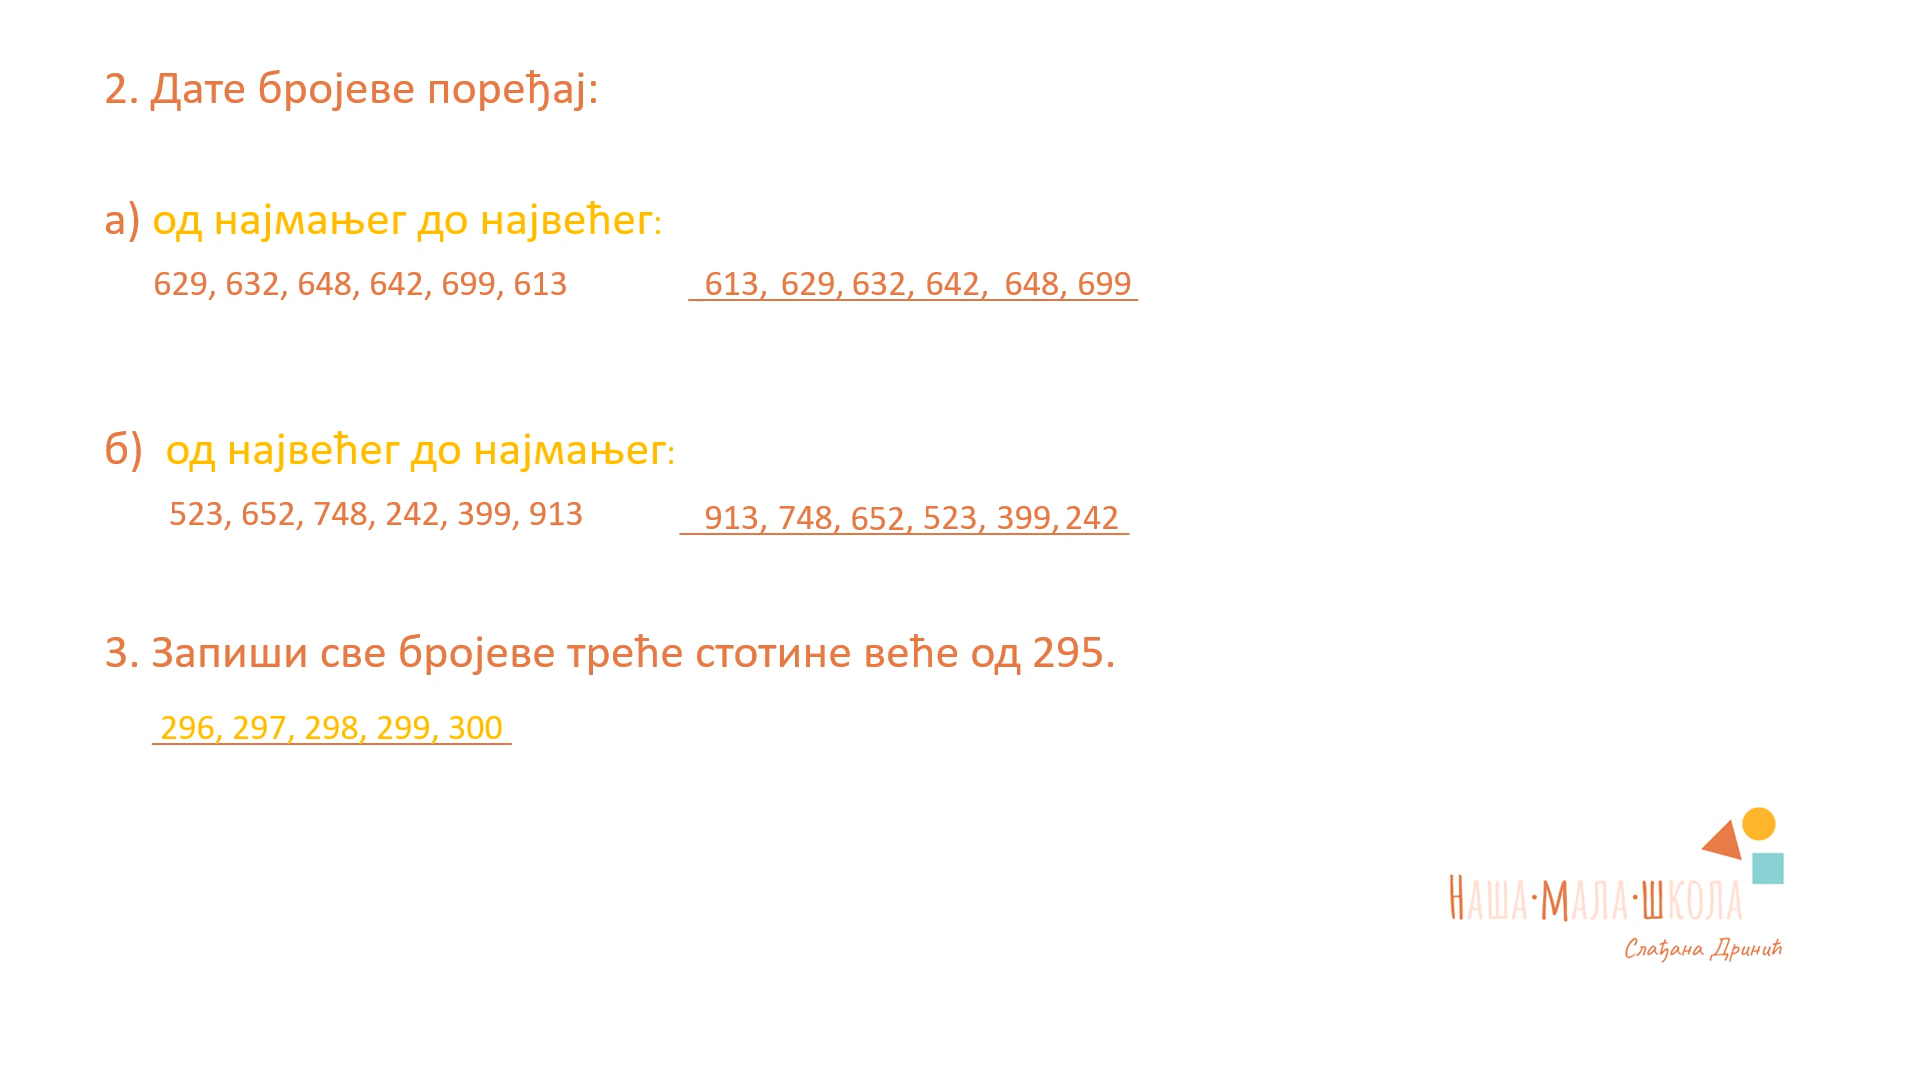 2. Дате бројеве поређај:
а) од најмањег до највећег:
629, 632, 648, 642, 699, 613 613, 629, 632, 642, 648, 699
б) од највећег до најмањег:
523, 652, 748, 242, 399, 913 913, 748, 652, 523, 399, 242
3. Запиши све бројеве треће стотине веће од 295.
296, 297, 298, 299, 300
НАША·МАЛА·ШКОЛА
Слађана Дринић